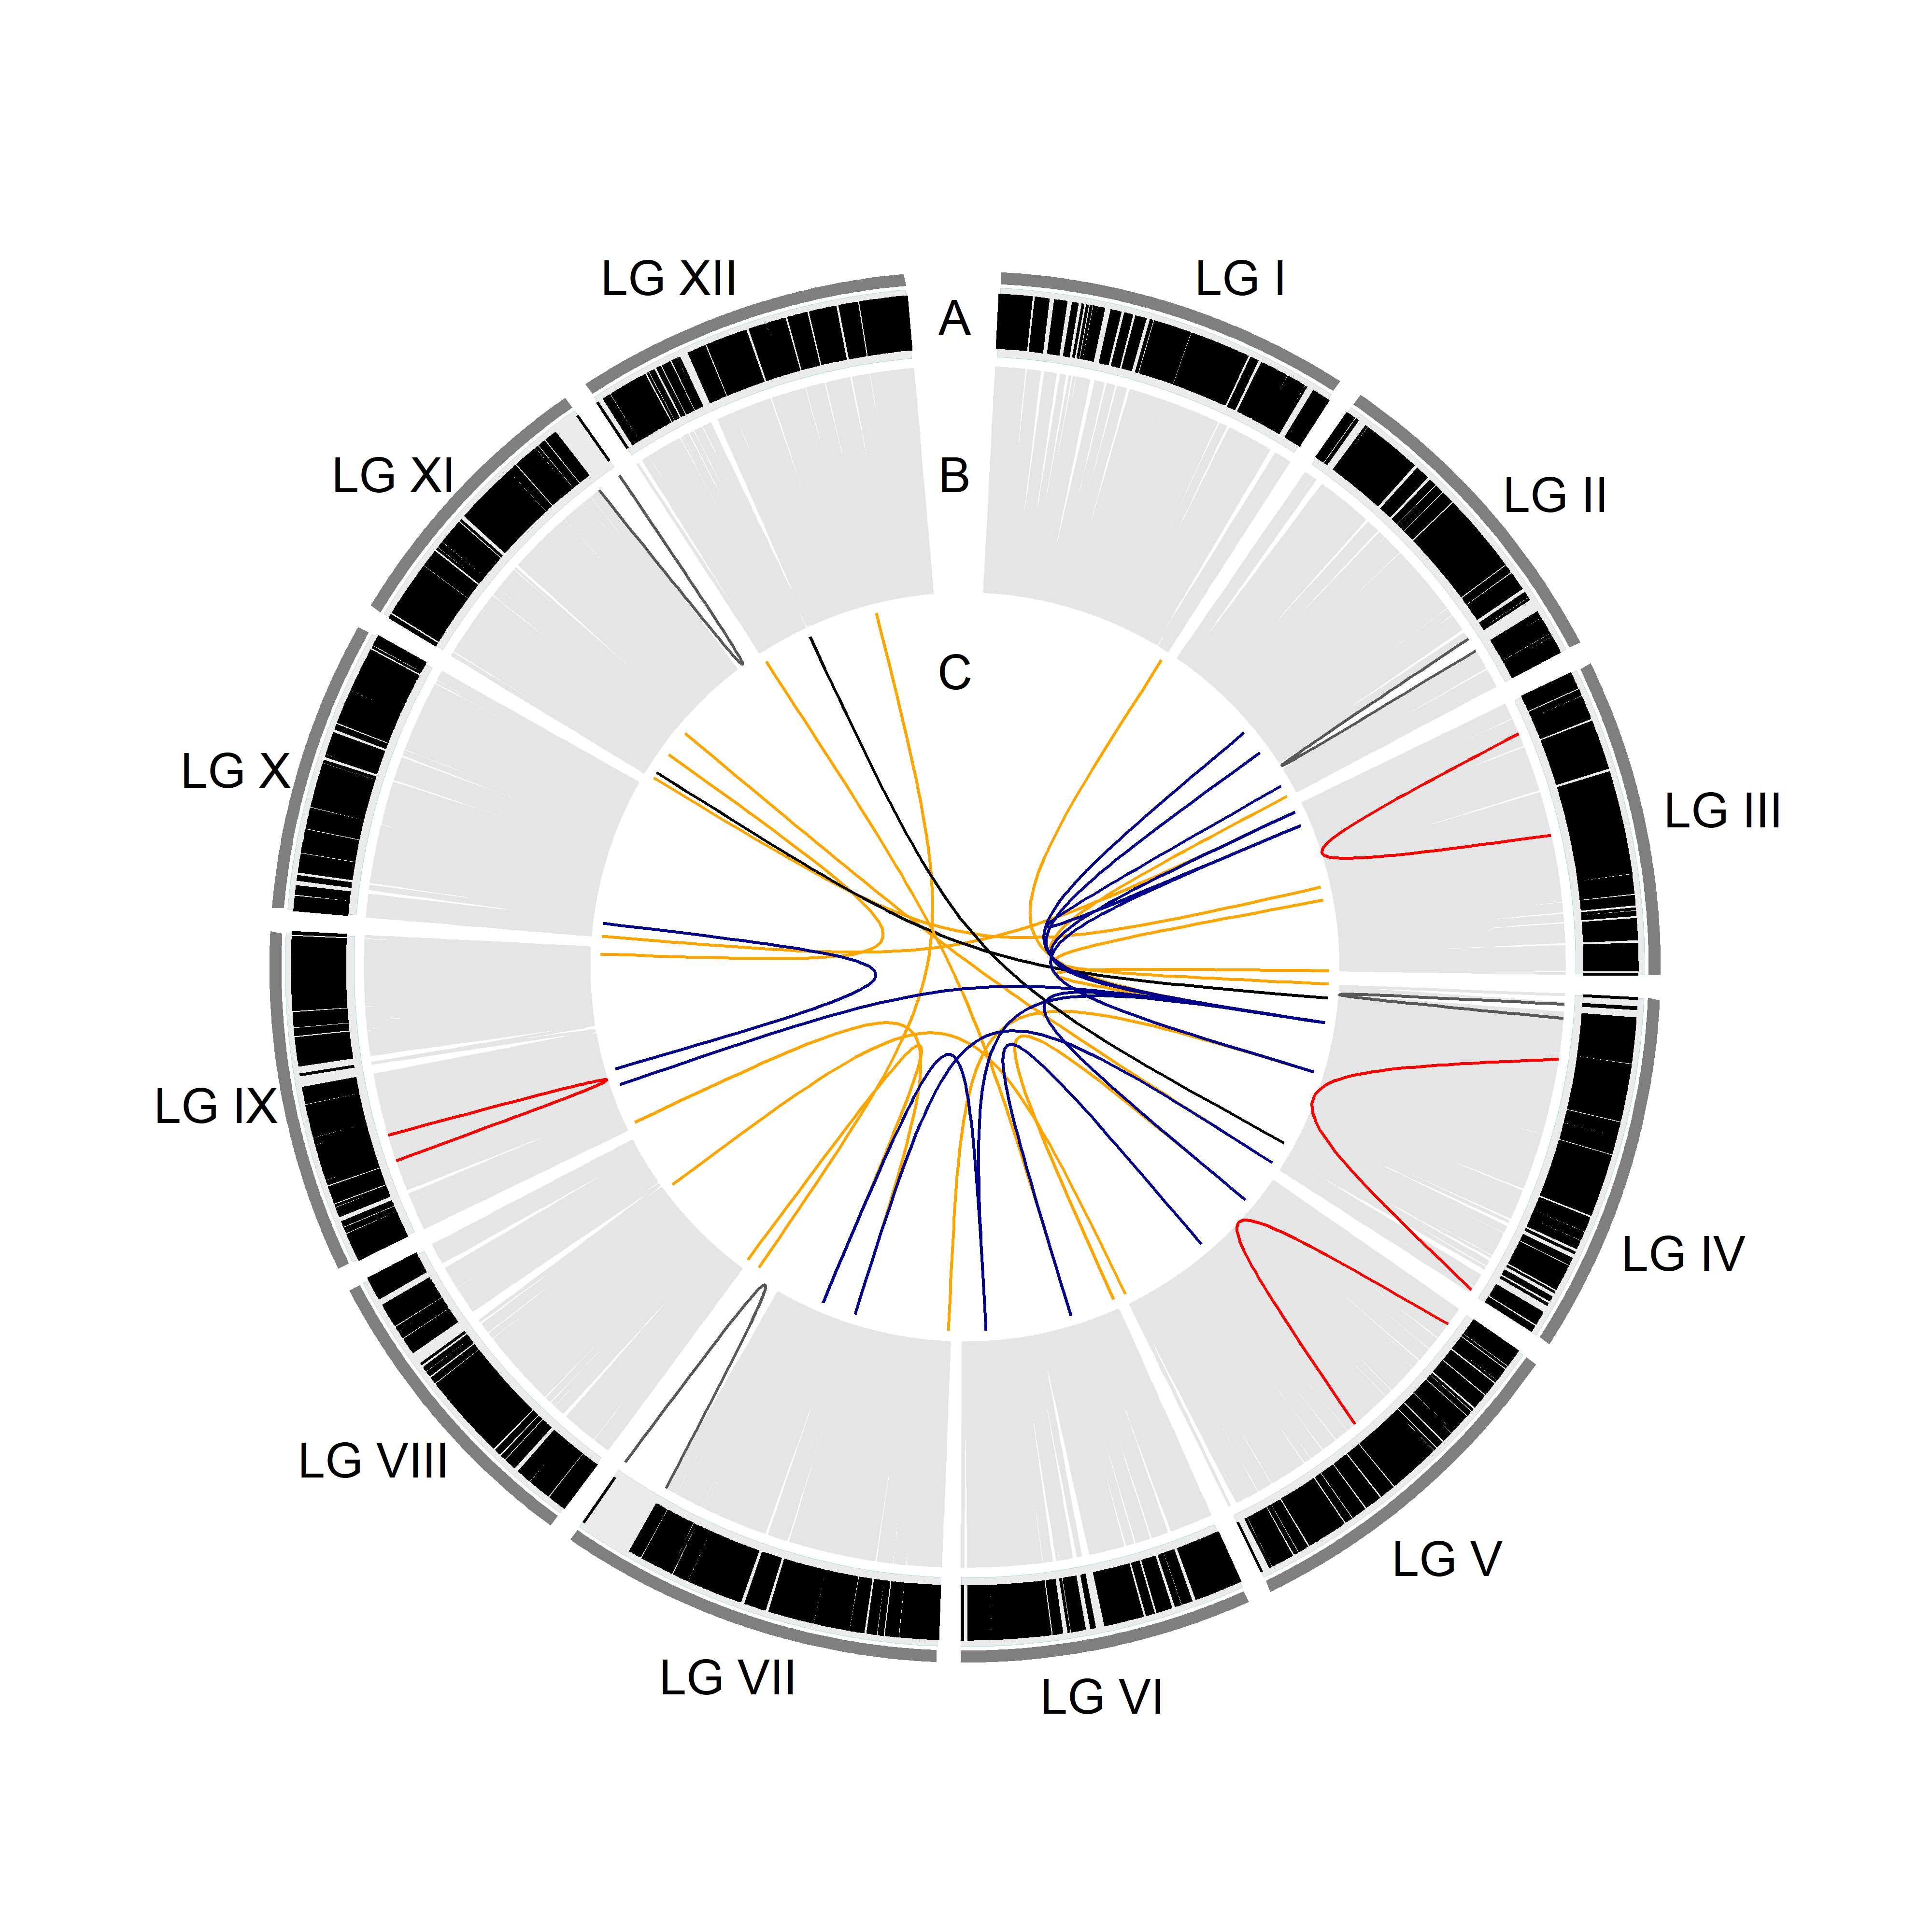 LG XII
LG I
A
LG XI
B
LG II
C
LG X
LG III
LG IX
LG IV
LG VIII
LG V
LG VII
LG VI